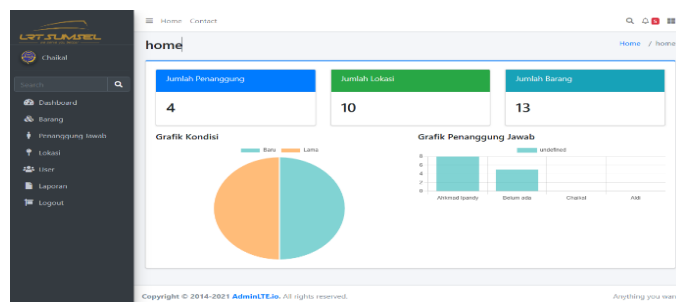 Home Contact
LRT SUMSEL
home
Home / home
Chaikal
Search
Dashboard
Barang
Penanggung Jawab
Lokasi
User
Laporan
Logout
Jumlah Penanggung
4
Jumlah Lokasi
10
Jumlah Barang
13
Grafik Kondisi
Baru Lama
Grafik Penanggung Jawab
undefined
8
6
4
2
0
Belum ada
Chaikal
Aldi
Copyright © 2014-2021 AdminLTE.io. All rights reserved.
Anything you wan